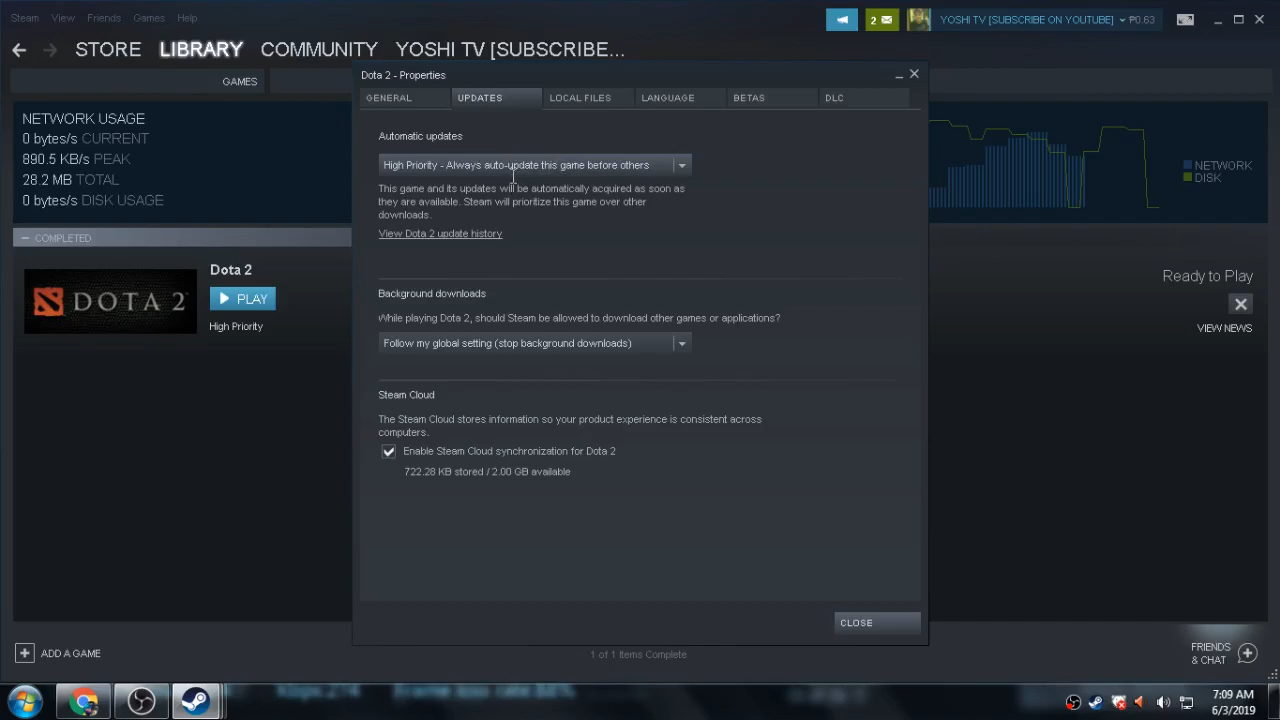 Steam View Friends Games Help
2
YOSHI TV [SUBSCRIBE ON YOUTUBE] ₱0.63
STORE LIBRARY COMMUNITY YOSHI TV [SUBSCRIBE...
GAMES
NETWORK USAGE
0 bytes/s CURRENT
890.5 KB/s PEAK
28.2 MB TOTAL
0 bytes/s DISK USAGE
NETWORK
DISK
COMPLETED
DOTA 2
Dota 2
PLAY
High Priority
Ready to Play
VIEW NEWS
Dota 2 - Properties
GENERAL UPDATES LOCAL FILES LANGUAGE BETAS DLC
Automatic updates
High Priority - Always auto-update this game before others
This game and its updates will be automatically acquired as soon as
they are available. Steam will prioritize this game over other
downloads.
View Dota 2 update history
Background downloads
While playing Dota 2, should Steam be allowed to download other games or applications?
Follow my global setting (stop background downloads)
Steam Cloud
The Steam Cloud stores information so your product experience is consistent across
computers.
Enable Steam Cloud synchronization for Dota 2
722.28 KB stored / 2.00 GB available
CLOSE
ADD A GAME
1 of 1 Items Complete
FRIENDS
& CHAT
7:09 AM
6/3/2019